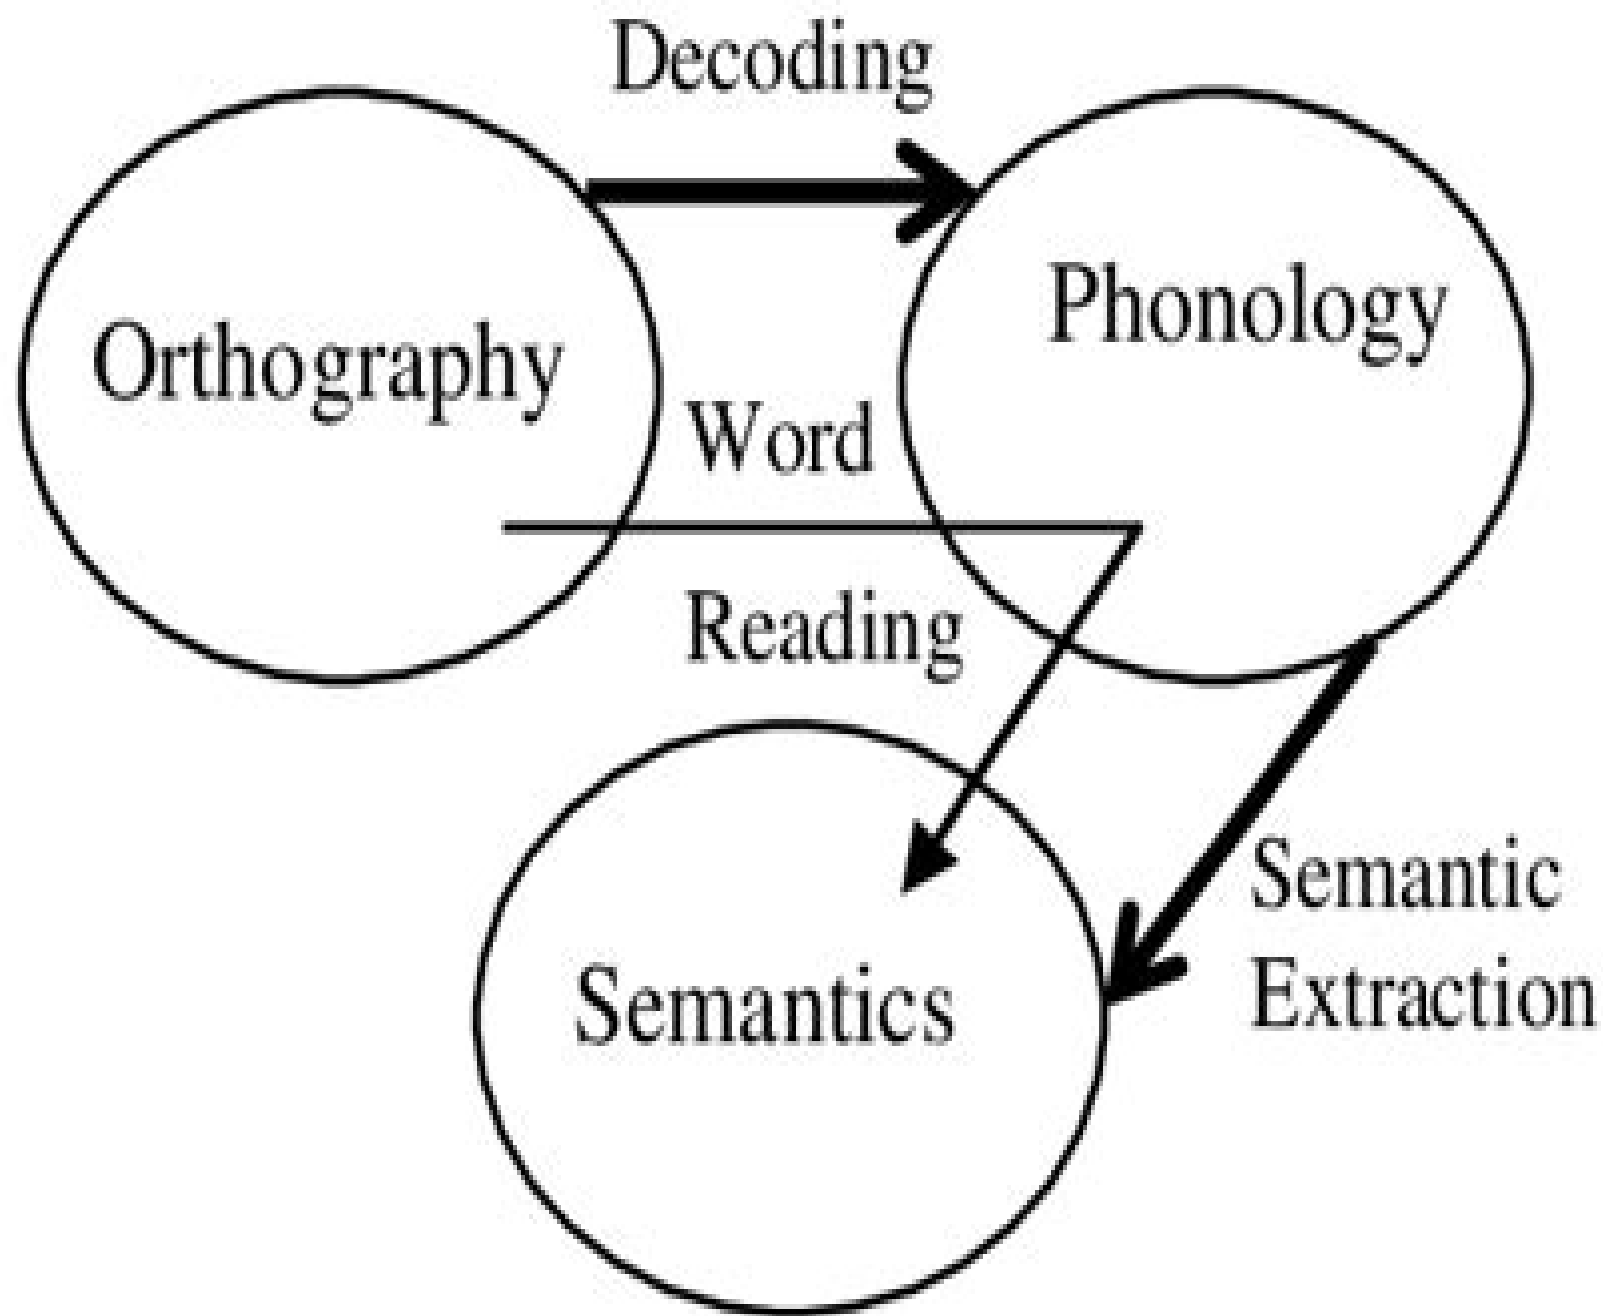 Decoding
Orthography
Phonology
Word
Reading
Semantics
Semantic
Extraction